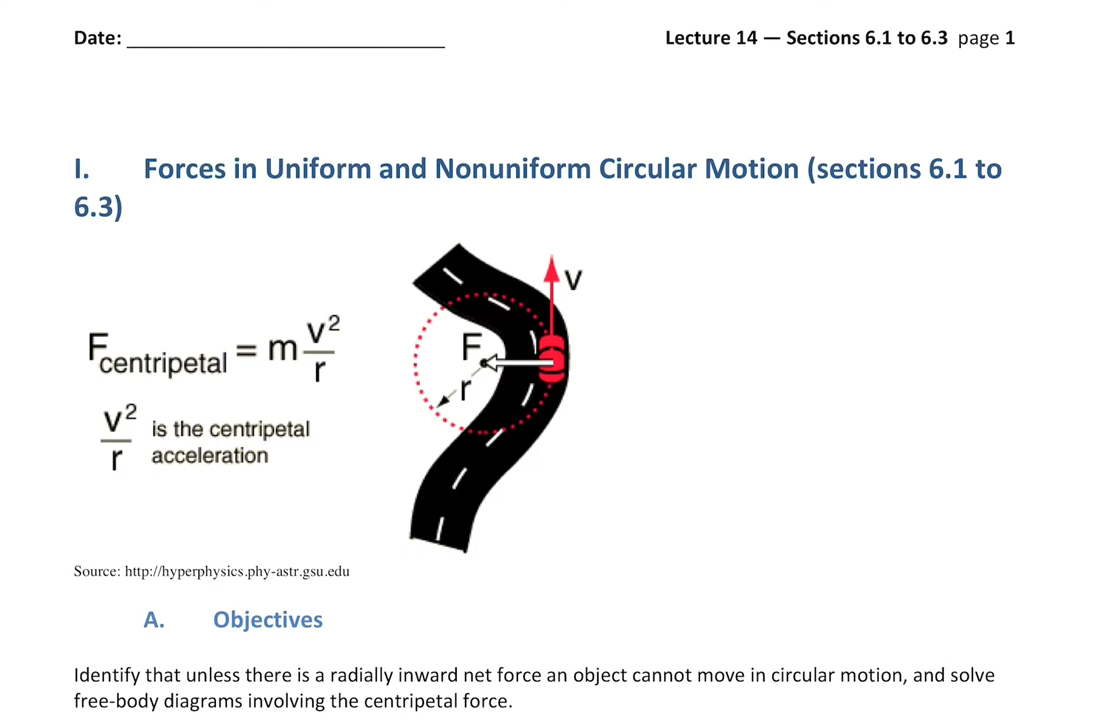 Date: ______________________________
Lecture 14 — Sections 6.1 to 6.3 page 1
I. Forces in Uniform and Nonuniform Circular Motion (sections 6.1 to
6.3)
F centripetal = m v² / r
v² / r is the centripetal
acceleration
v
F
r
Source: http://hyperphysics.phy-astr.gsu.edu
A. Objectives
Identify that unless there is a radially inward net force an object cannot move in circular motion, and solve
free-body diagrams involving the centripetal force.